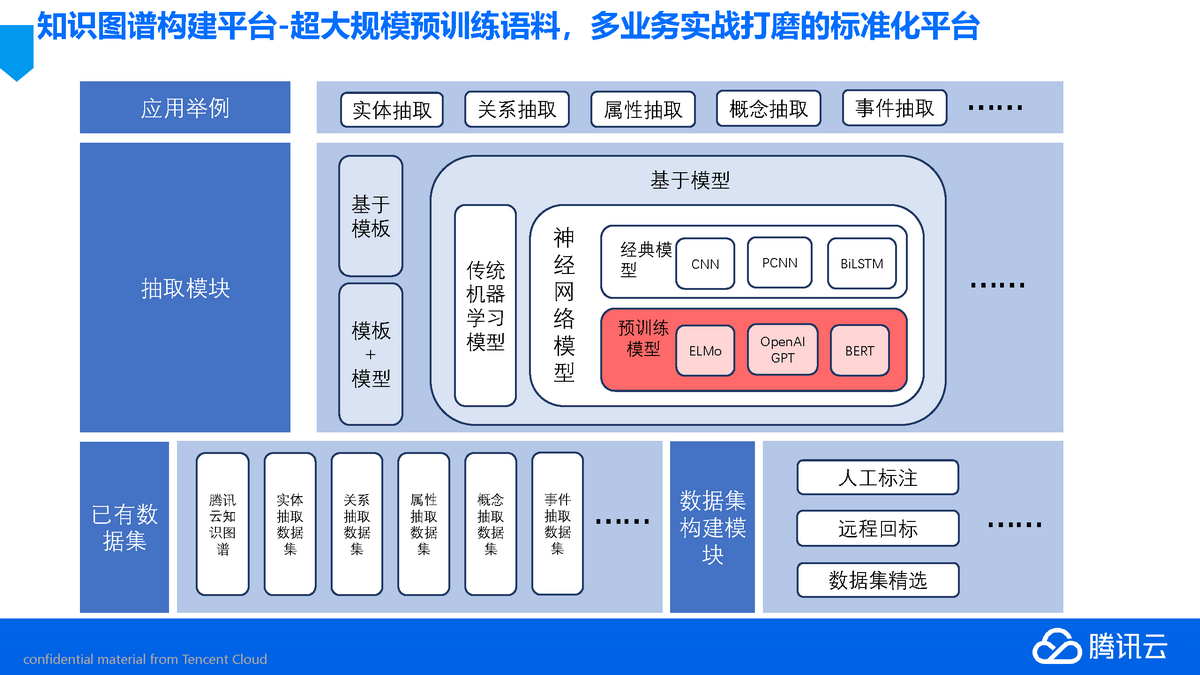 知识图谱构建平台-超大规模预训练语料，多业务实战打磨的标准化平台
应用举例
实体抽取
关系抽取
属性抽取
概念抽取
事件抽取
……
抽取模块
基于
模板
模板
+
模型
基于模型
传统
机器
学习
模型
神
经
网
络
模
型
经典模
型
CNN
PCNN
BiLSTM
预训练
模型
ELMo
OpenAI
GPT
BERT
……
已有数
据集
腾讯
云知
识图
谱
实体
抽取
数据
集
关系
抽取
数据
集
属性
抽取
数据
集
概念
抽取
数据
集
事件
抽取
数据
集
……
数据集
构建模
块
人工标注
远程回标
数据集精选
……
confidential material from Tencent Cloud
腾讯云